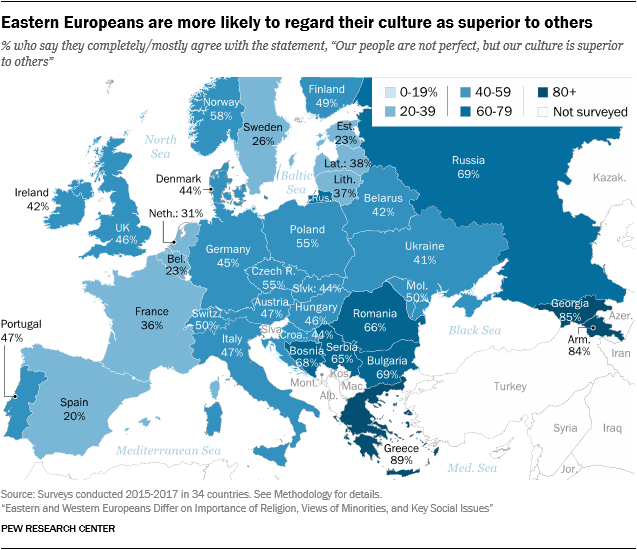 Eastern Europeans are more likely to regard their culture as superior to others
% who say they completely/mostly agree with the statement, “Our people are not perfect, but our culture is superior
to others”
0-19%
40-59
80+
20-39
60-79
Not surveyed
Norway
58%
Finland
49%
Sweden
26%
Est.
23%
Russia
69%
North
Sea
Baltic
Sea
Lat.: 38%
Lith.
37%
Rus.
Kazak.
Denmark
44%
Ireland
42%
UK
46%
Neth.: 31%
Belarus
42%
Bel.
23%
Germany
45%
Poland
55%
Ukraine
41%
Czech R.
55%
Slvk: 44%
Mol.
50%
France
36%
Switz.
50%
Austria
47%
Hungary
46%
Romania
66%
Georgia
85%
Azer.
Portugal
47%
Italy
47%
Slva.
Croa.: 44%
Bosnia
68%
Serbia
65%
Black Sea
Arm.
84%
Iran
Bulgaria
69%
Mont.
Kos.
Mac.
Alb.
Turkey
Spain
20%
Syria
Iraq
Greece
89%
Mediterranean Sea
Med. Sea
Jor.
Source: Surveys conducted 2015-2017 in 34 countries. See Methodology for details.
“Eastern and Western Europeans Differ on Importance of Religion, Views of Minorities, and Key Social Issues”
PEW RESEARCH CENTER